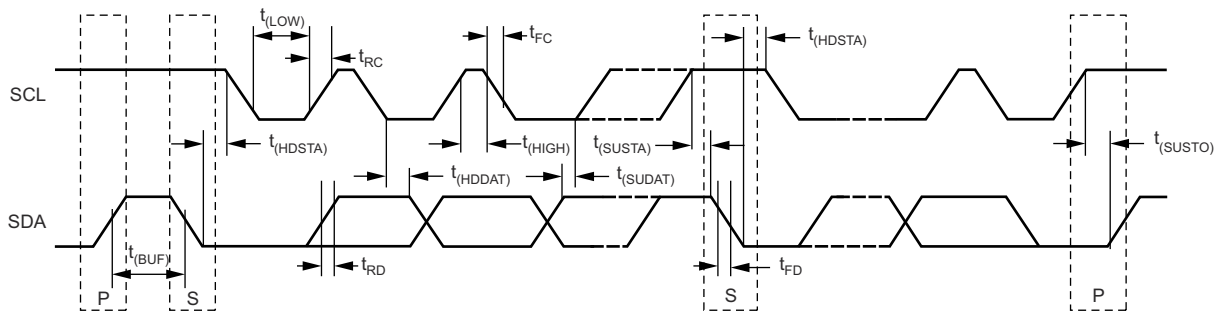 t(LOW)
tRC
tFC
t(HDSTA)
SCL
t(HDSTA)
t(HDDAT)
t(HIGH)
t(SUSTA)
t(SUDAT)
t(SUSTO)
SDA
t(BUF)
tRD
tFD
P
S
S
P